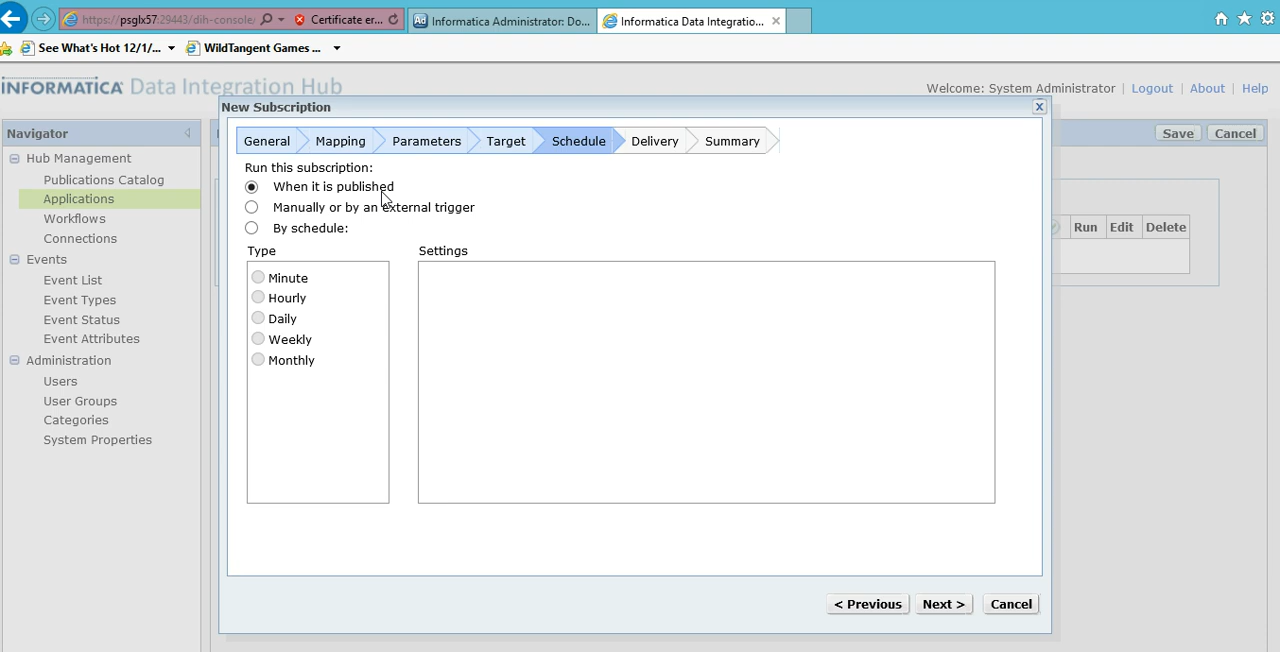 https://psglx57:29443/dih-console/
Certificate er...
Ad Informatica Administrator: Do...
Informatica Data Integratio...
See What's Hot 12/1/...
WildTangent Games ...
INFORMATICA Data Integration Hub
Welcome: System Administrator | Logout | About | Help
New Subscription
X
Navigator
Save
Cancel
General
Mapping
Parameters
Target
Schedule
Delivery
Summary
Hub Management
Publications Catalog
Applications
Workflows
Connections
Events
Event List
Event Types
Event Status
Event Attributes
Administration
Users
User Groups
Categories
System Properties
Run this subscription:
When it is published
Manually or by an external trigger
By schedule:
Type
Settings
Minute
Hourly
Daily
Weekly
Monthly
Run
Edit
Delete
< Previous
Next >
Cancel